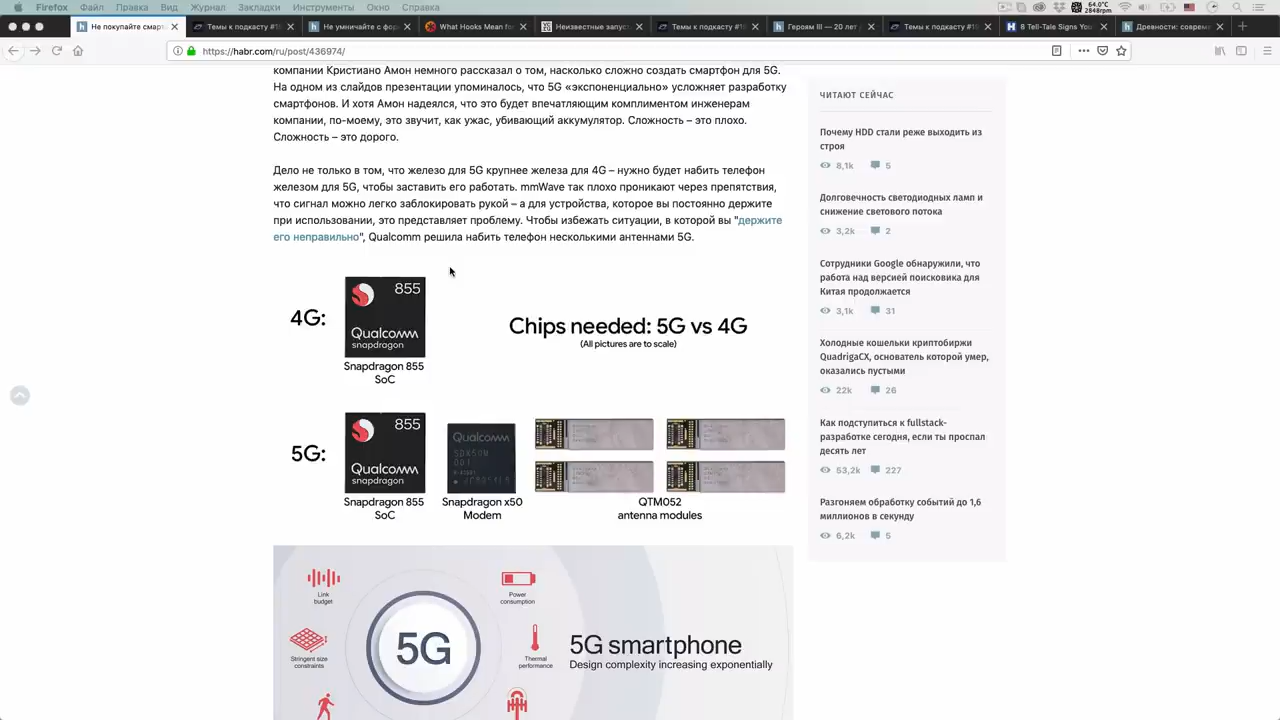 Firefox Файл Правка Вид Журнал Закладки Инструменты Окно Справка
64.0°C
2848rpm
Не покупайте смарт
Темы к подкасту #1
Не умничайте с фор
What Hooks Mean for
Неизвестные запус
Темы к подкасту #1
Героям III — 20 лет
Темы к подкасту #1
8 Tell-Tale Signs You
Древности: соврем
https://habr.com/ru/post/436974/
компании Кристиано Амон немного рассказал о том, насколько сложно создать смартфон для 5G.
На одном из слайдов презентации упоминалось, что 5G «экспоненциально» усложняет разработку
смартфонов. И хотя Амон надеялся, что это будет впечатляющим комплиментом инженерам
компании, по-моему, это звучит, как ужас, убивающий аккумулятор. Сложность – это плохо.
Сложность – это дорого.
Дело не только в том, что железо для 5G крупнее железа для 4G – нужно будет набить телефон
железом для 5G, чтобы заставить его работать. mmWave так плохо проникают через препятствия,
что сигнал можно легко заблокировать рукой – а для устройства, которое вы постоянно держите
при использовании, это представляет проблему. Чтобы избежать ситуации, в которой вы "держите
его неправильно", Qualcomm решила набить телефон несколькими антеннами 5G.
4G:
855
Qualcomm
snapdragon
Snapdragon 855
SoC
Chips needed: 5G vs 4G
(All pictures are to scale)
5G:
855
Qualcomm
snapdragon
Snapdragon 855
SoC
Qualcomm
SDX50M
001
Snapdragon x50
Modem
QTM052
antenna modules
Link
budget
Power
consumption
Stringent size
constraints
5G
Thermal
performance
5G smartphone
Design complexity increasing exponentially
ЧИТАЮТ СЕЙЧАС
Почему HDD стали реже выходить из
строя
8,1k 5
Долговечность светодиодных ламп и
снижение светового потока
3,2k 2
Сотрудники Google обнаружили, что
работа над версией поисковика для
Китая продолжается
3,1k 31
Холодные кошельки криптобиржи
QuadrigaCX, основатель которой умер,
оказались пустыми
22k 26
Как подступиться к fullstack-
разработке сегодня, если ты проспал
десять лет
53,2k 227
Разгоняем обработку событий до 1,6
миллионов в секунду
6,2k 5